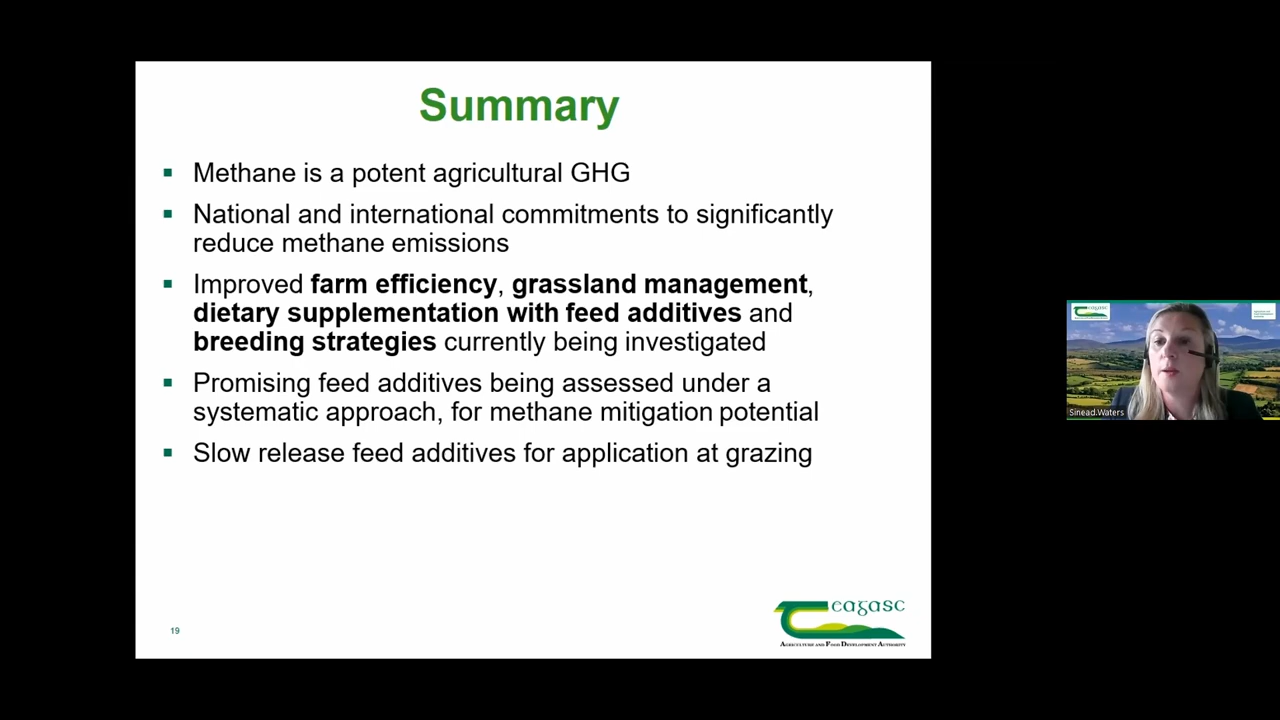 Summary
Methane is a potent agricultural GHG
National and international commitments to significantly
reduce methane emissions
Improved farm efficiency, grassland management,
dietary supplementation with feed additives and
breeding strategies currently being investigated
Promising feed additives being assessed under a
systematic approach, for methane mitigation potential
Slow release feed additives for application at grazing
19
Teagasc
AGRICULTURE AND FOOD DEVELOPMENT AUTHORITY
Sinead.Waters